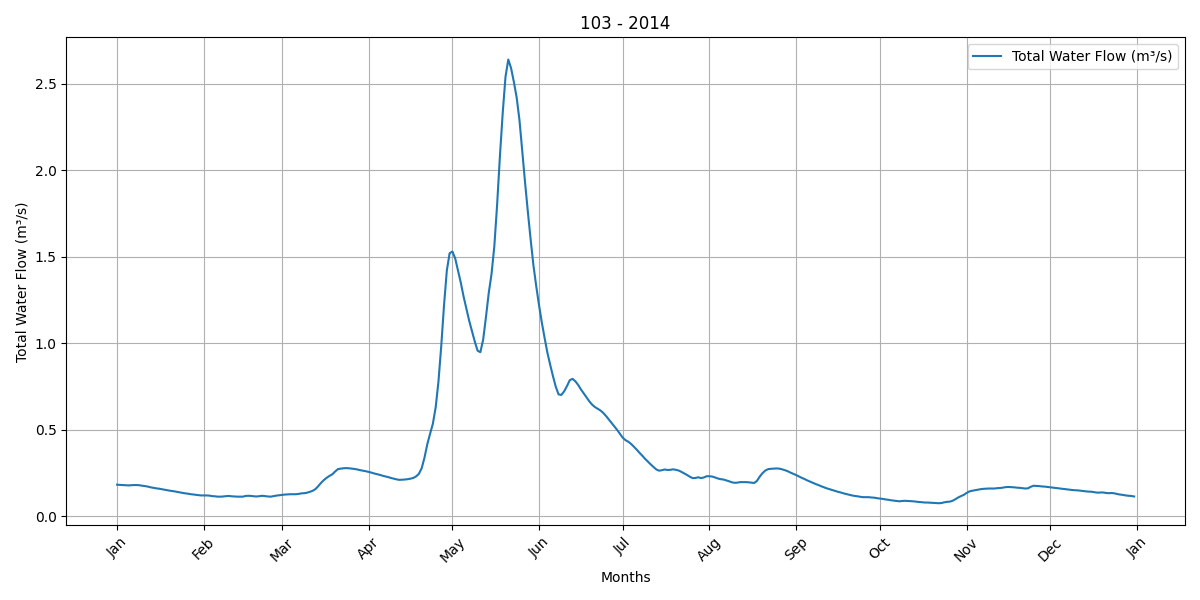 103 - 2014
Total Water Flow (m³/s)
Total Water Flow (m³/s)
2.5
2.0
1.5
1.0
0.5
0.0
Jan
Feb
Mar
Apr
May
Jun
Jul
Aug
Sep
Oct
Nov
Dec
Jan
Months